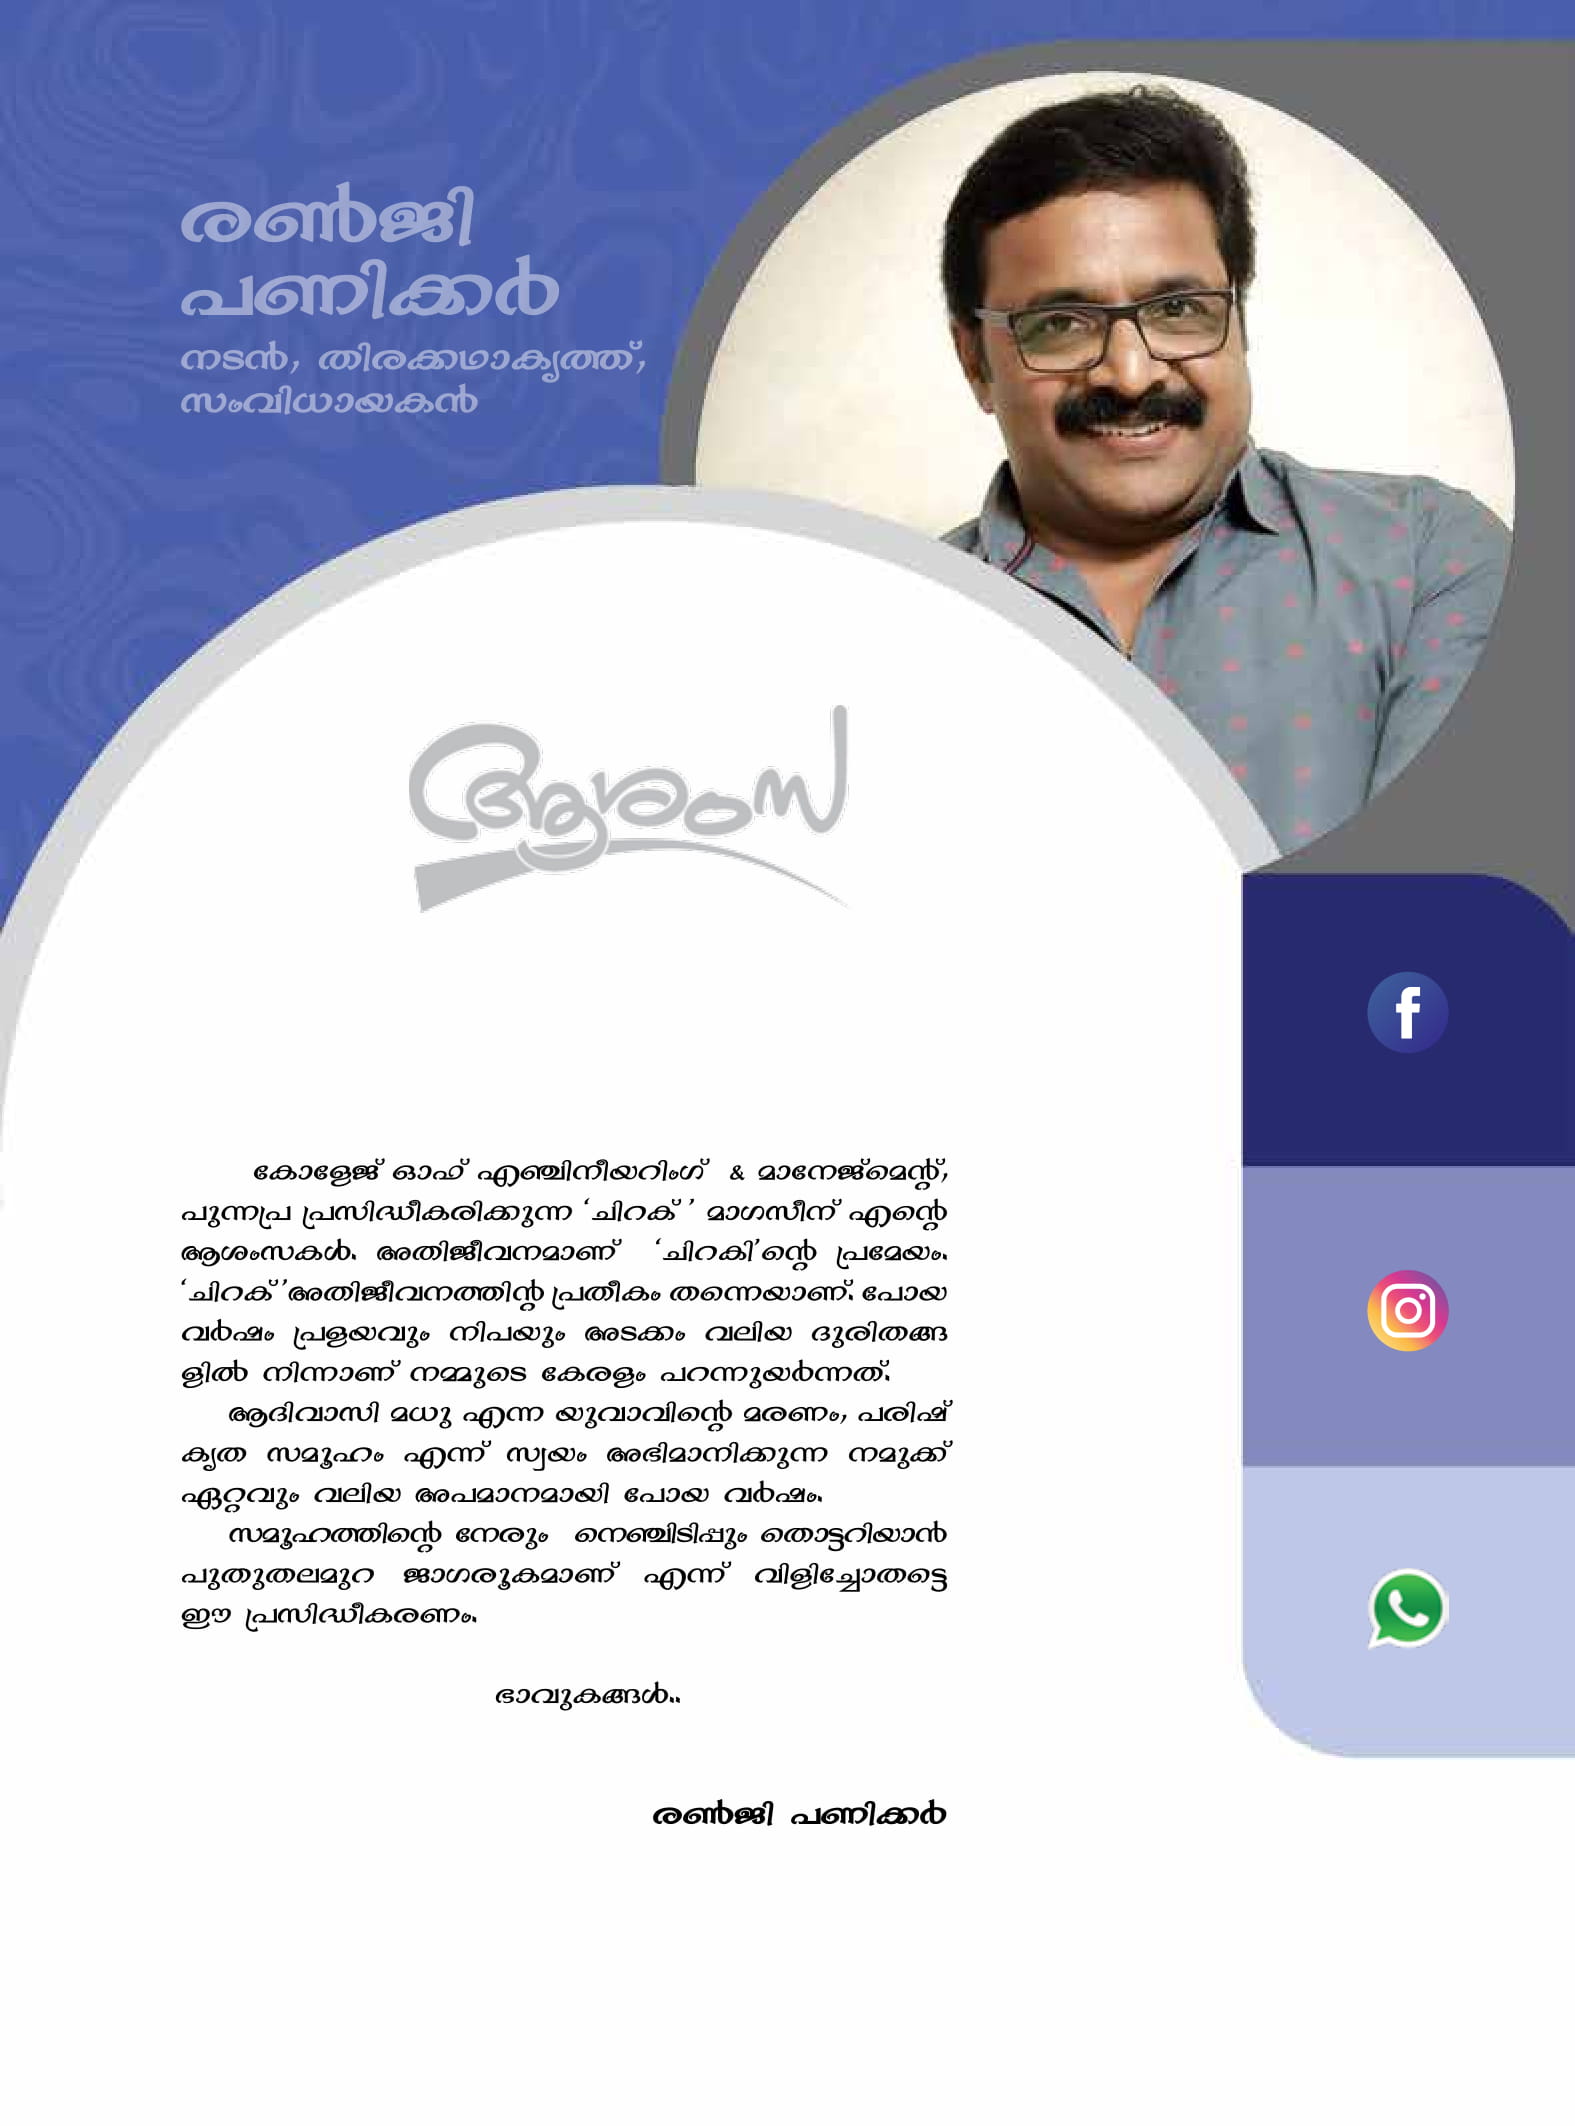 രൺജി
പണിക്കർ
നടൻ, തിരക്കഥാകൃത്ത്,
സംവിധായകൻ
ആശംസ
കോളേജ് ഓഫ് എഞ്ചിനീയറിംഗ് & മാനേജ്മെന്റ്,
പുന്നപ്ര പ്രസിദ്ധീകരിക്കുന്ന ‘ചിറക് ’ മാഗസീന് എന്റെ
ആശംസകൾ. അതിജീവനമാണ് ‘ചിറകി’ന്റെ പ്രമേയം.
‘ചിറക് ’അതിജീവനത്തിന്റ പ്രതീകം തന്നെയാണ്. പോയ
വർഷം പ്രളയവും നിപയും അടക്കം വലിയ ദുരിതങ്ങ
ളിൽ നിന്നാണ് നമ്മുടെ കേരളം പറന്നുയർന്നത്.
ആദിവാസി മധു എന്ന യുവാവിന്റെ മരണം, പരിഷ്
കൃത സമൂഹം എന്ന് സ്വയം അഭിമാനിക്കുന്ന നമുക്ക്
ഏറ്റവും വലിയ അപമാനമായി പോയ വർഷം.
സമൂഹത്തിന്റെ നേരും നെഞ്ചിടിപ്പും തൊട്ടറിയാൻ
പുതുതലമുറ ജാഗരൂകമാണ് എന്ന് വിളിച്ചോതട്ടെ
ഈ പ്രസിദ്ധീകരണം.
ഭാവുകങ്ങൾ..
രൺജി പണിക്കർ